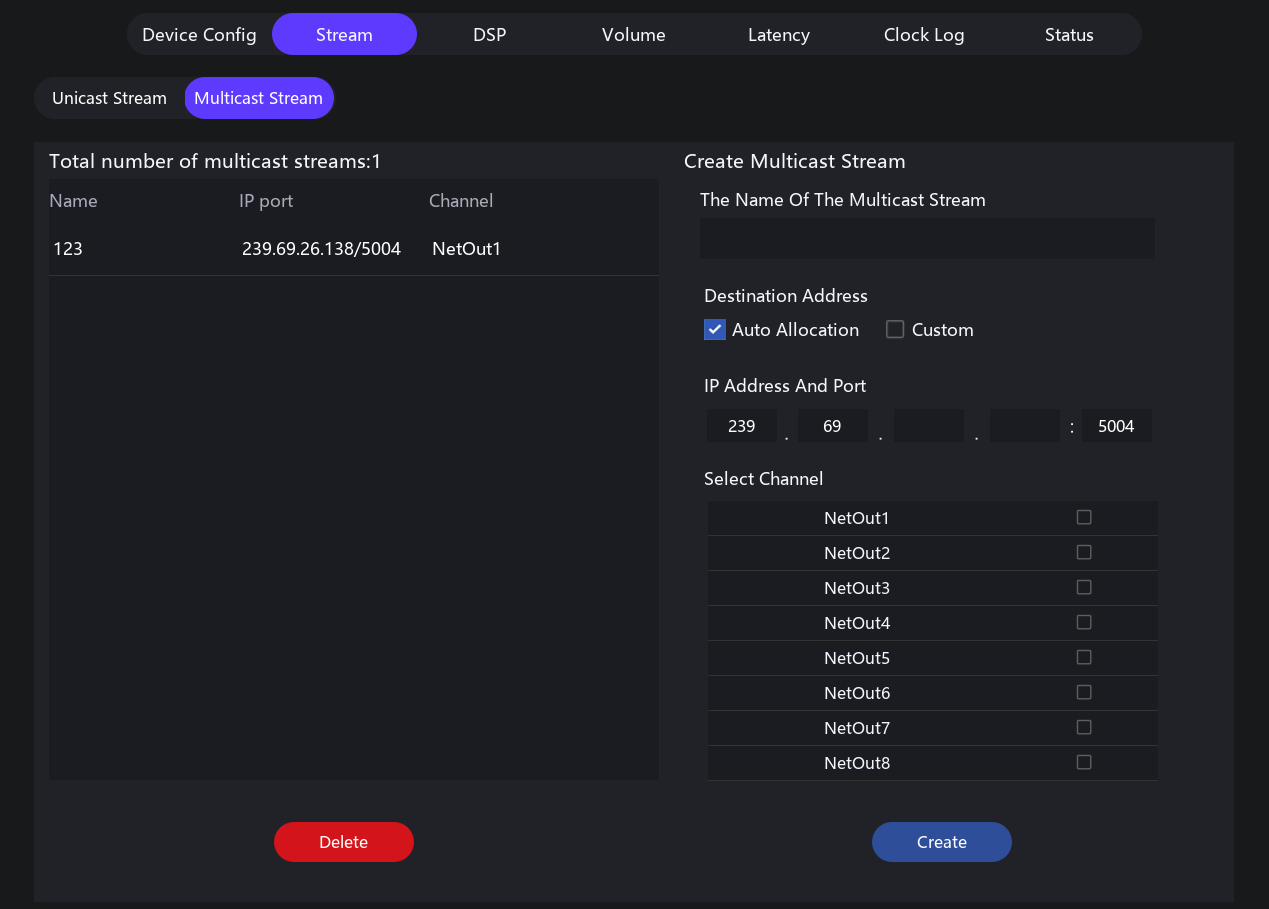 Device Config Stream DSP Volume Latency Clock Log Status
Unicast Stream Multicast Stream
Total number of multicast streams:1
Name IP port Channel
123 239.69.26.138/5004 NetOut1
Delete
Create Multicast Stream
The Name Of The Multicast Stream
Destination Address
Auto Allocation Custom
IP Address And Port
239 . 69 . . : 5004
Select Channel
NetOut1
NetOut2
NetOut3
NetOut4
NetOut5
NetOut6
NetOut7
NetOut8
Create